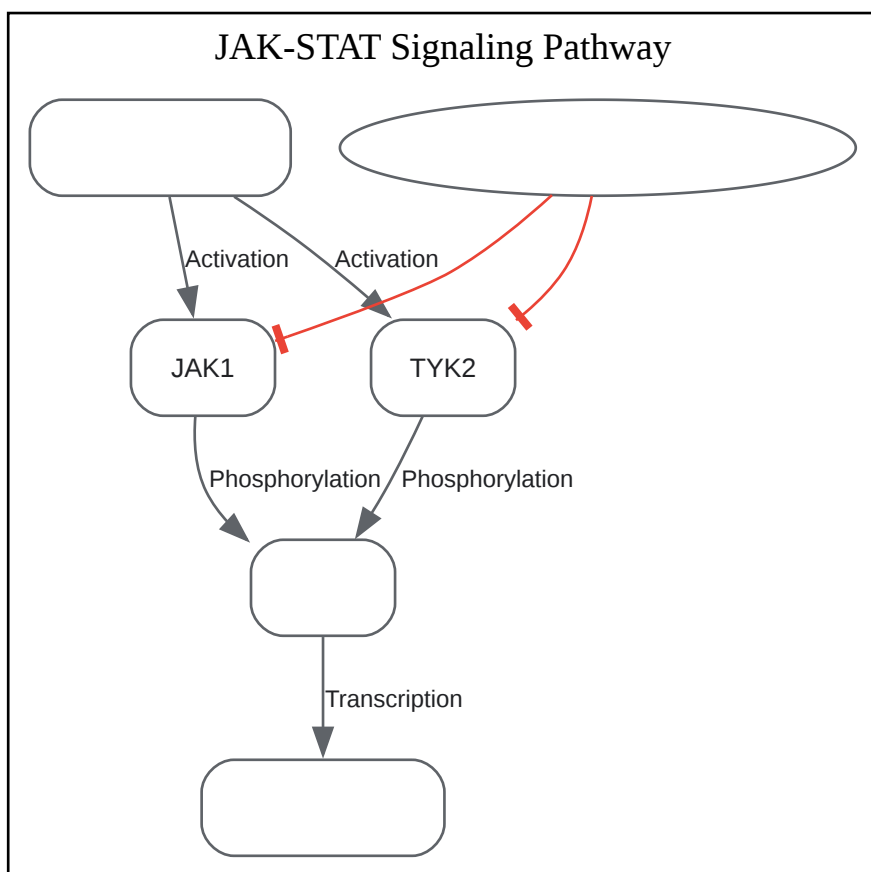 JAK-STAT Signaling Pathway
Activation
Activation
JAK1
TYK2
Phosphorylation
Phosphorylation
Transcription